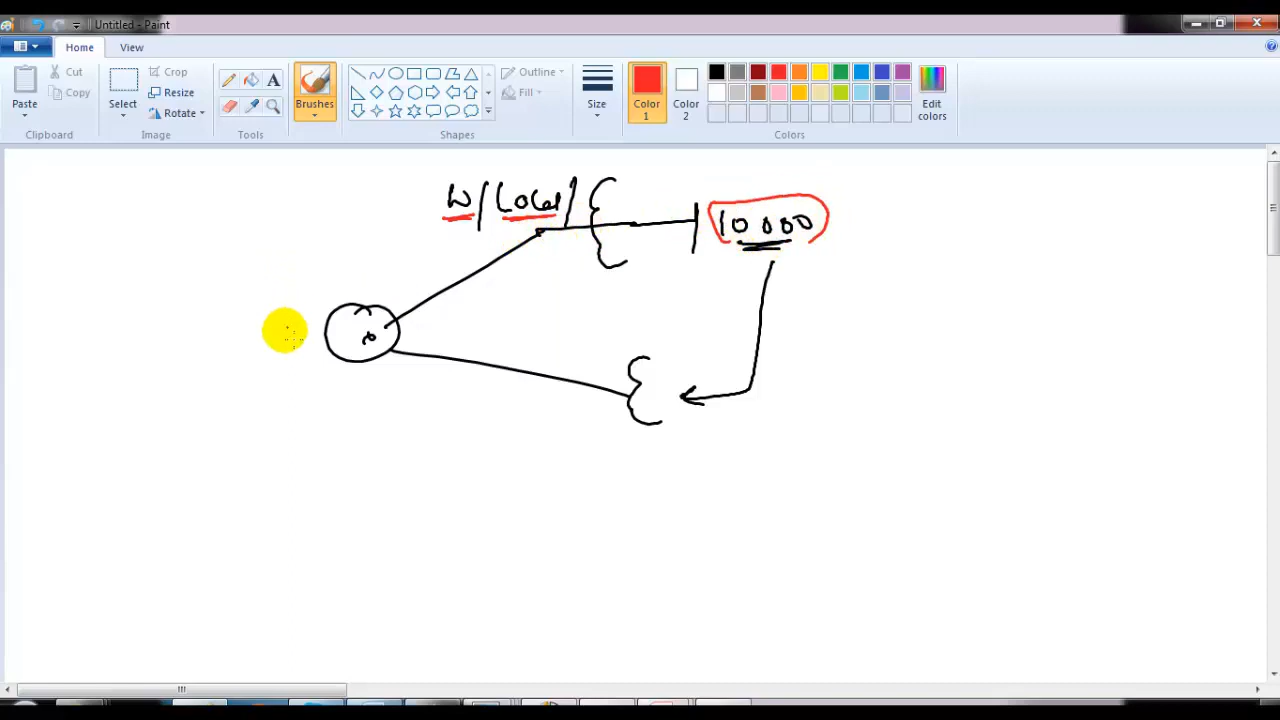 Untitled - Paint
Home View
Paste
Cut
Copy
Clipboard
Select
Crop
Resize
Rotate
Image
Tools
Brushes
Shapes
Outline
Fill
Size
Color 1
Color 2
Edit colors
Colors
W/Local/
10 000